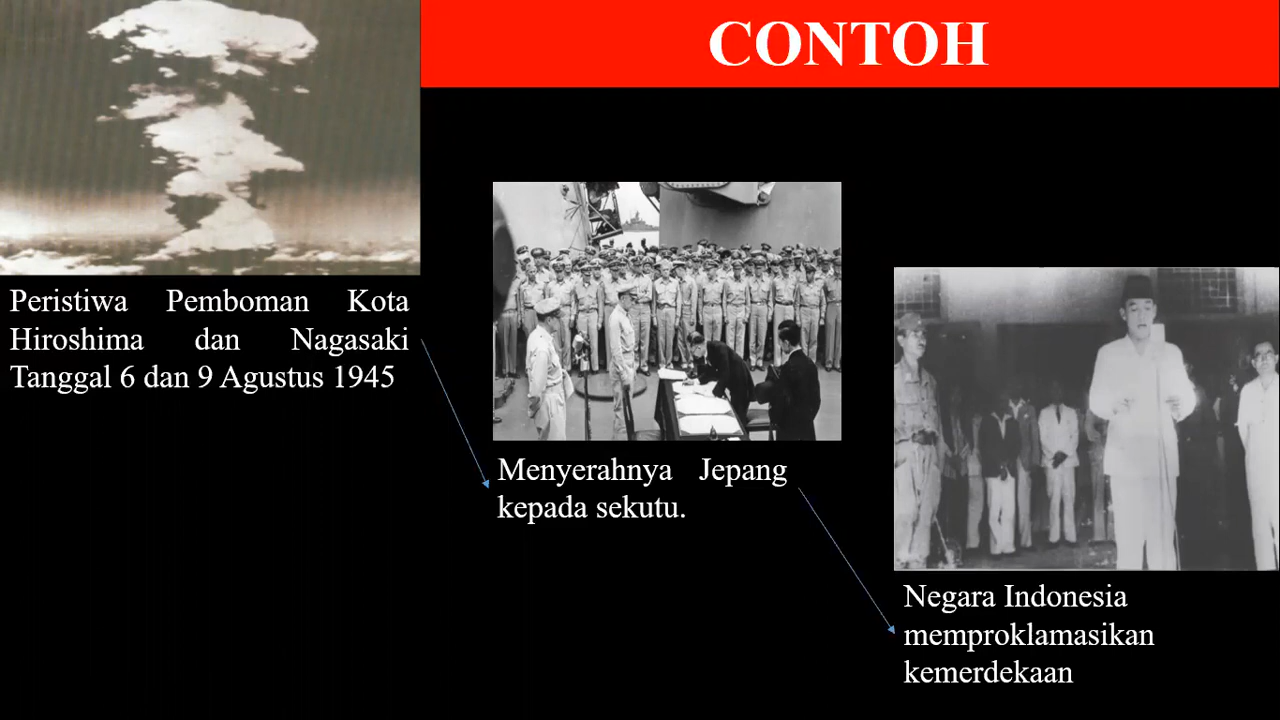 CONTOH
Peristiwa Pemboman Kota
Hiroshima dan Nagasaki
Tanggal 6 dan 9 Agustus 1945
Menyerahnya Jepang
kepada sekutu.
Negara Indonesia
memproklamasikan
kemerdekaan